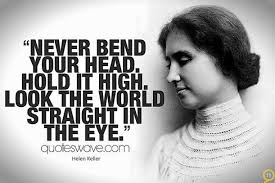 “NEVER BEND
YOUR HEAD.
HOLD IT HIGH.
LOOK THE WORLD
STRAIGHT IN
THE EYE.”
quoteswave.com
Helen Keller